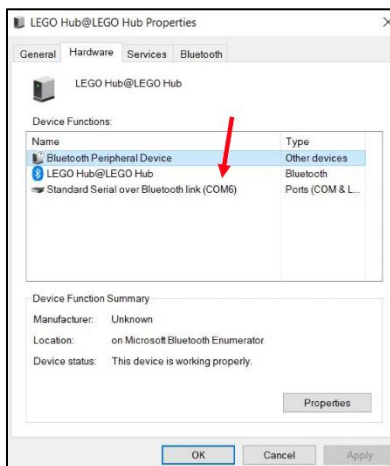 LEGO Hub@LEGO Hub Properties
General Hardware Services Bluetooth
LEGO Hub@LEGO Hub
Device Functions:
Name Type
Bluetooth Peripheral Device Other devices
LEGO Hub@LEGO Hub Bluetooth
Standard Serial over Bluetooth link (COM6) Ports (COM & L...
Device Function Summary
Manufacturer: Unknown
Location: on Microsoft Bluetooth Enumerator
Device status: This device is working properly.
Properties
OK Cancel Apply